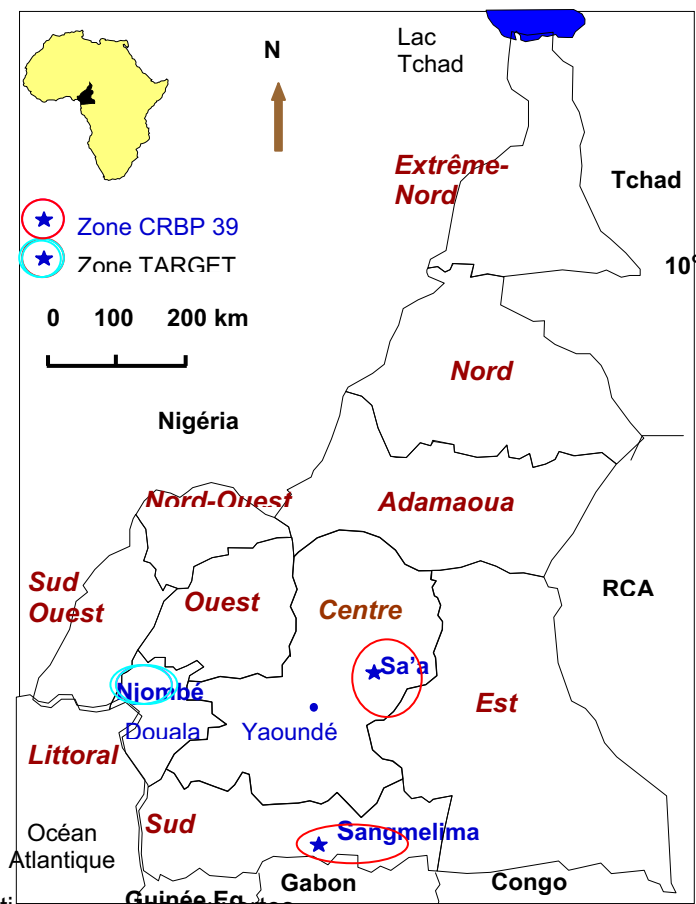 Lac
Tchad
N
Extrême-
Nord
Tchad
Zone CRBP 39
Zone TARGET
10°
0 100 200 km
Nord
Nigéria
Nord-Ouest
Adamaoua
Sud
Ouest
Ouest
Centre
RCA
Sa’a
Njombé
Est
Douala
Yaoundé
Littoral
Sud
Sangmelima
Océan
Atlantique
Gabon
Congo
Guinée Eq